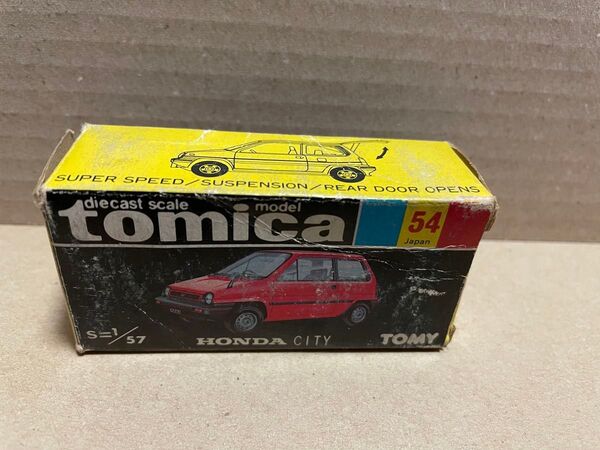 SUPER SPEED/SUSPENSION/REAR DOOR OPENS
diecast scale model
tomica
54
Japan
S=1/57
HONDA CITY
TOMY